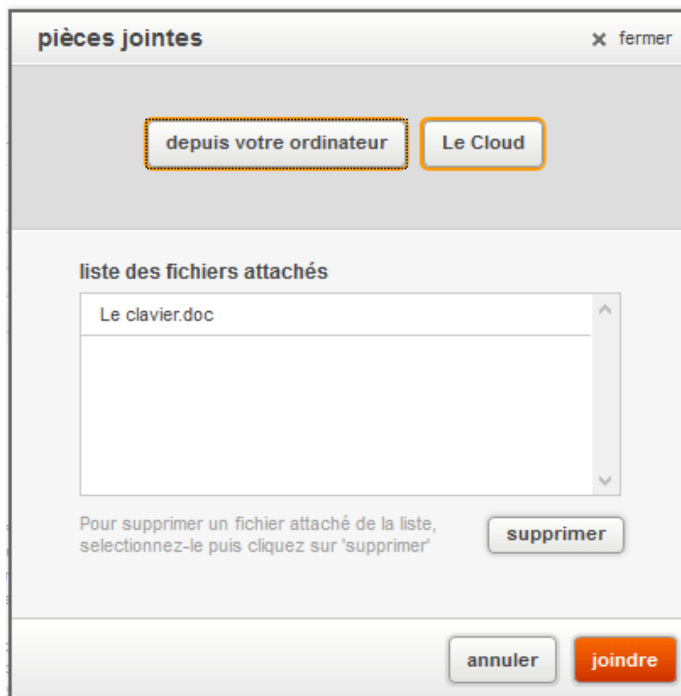 pièces jointes
× fermer
depuis votre ordinateur
Le Cloud
liste des fichiers attachés
Le clavier.doc
Pour supprimer un fichier attaché de la liste,
selectionnez-le puis cliquez sur 'supprimer'
supprimer
annuler
joindre